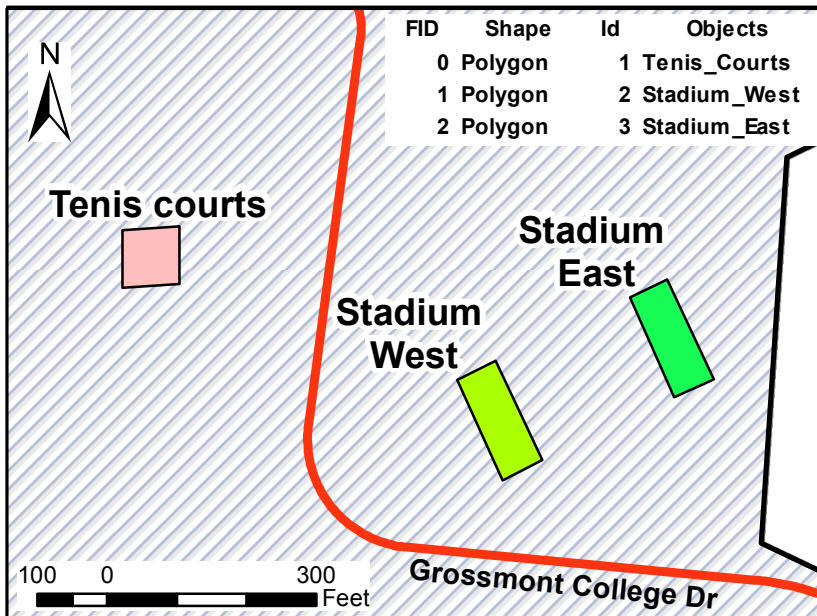 FID Shape Id Objects
0 Polygon 1 Tenis_Courts
1 Polygon 2 Stadium_West
2 Polygon 3 Stadium_East
N
Tenis courts
Stadium
East
Stadium
West
Grossmont College Dr
100 0 300
Feet